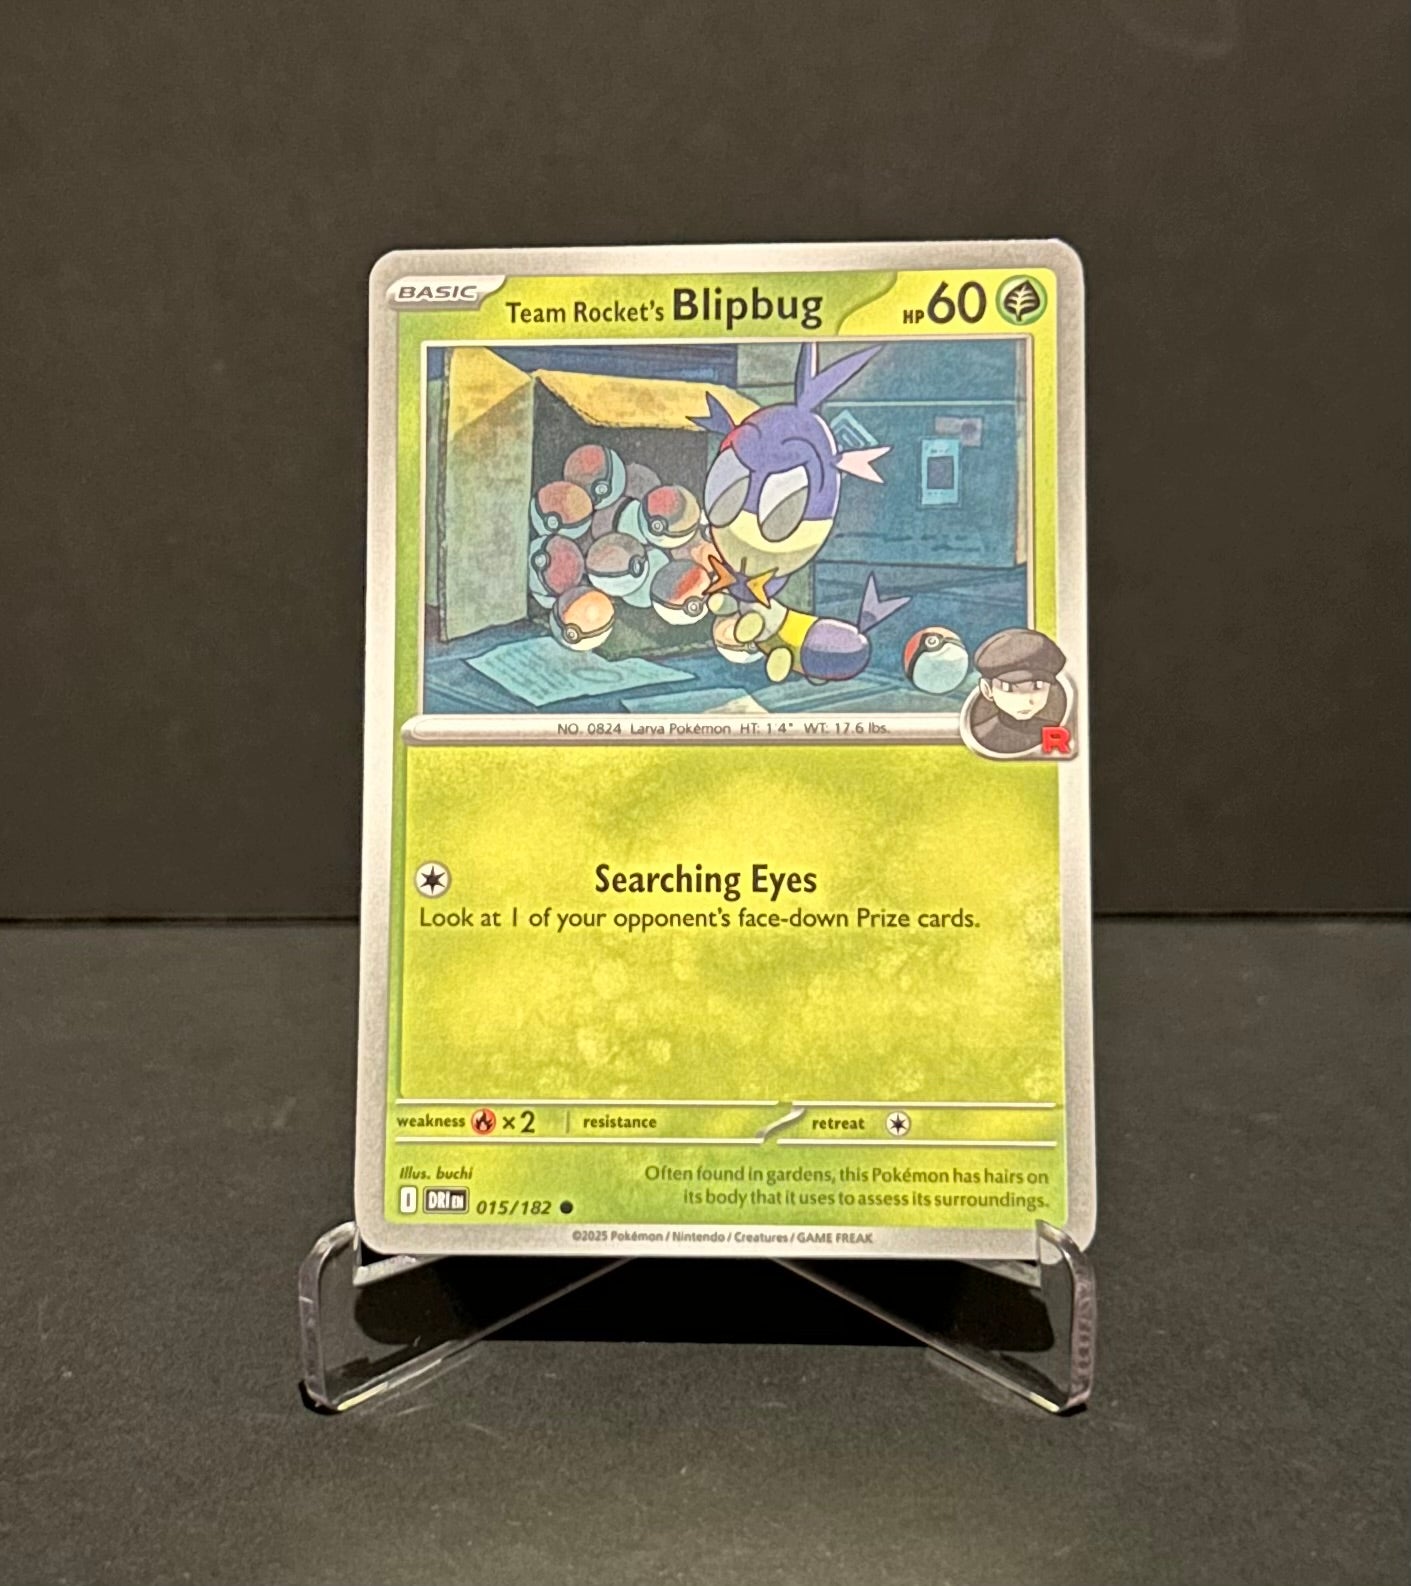 BASIC
Team Rocket's Blipbug
HP 60
NO. 0824 Larva Pokémon HT: 1'4" WT: 17.6 lbs.
R
Searching Eyes
Look at 1 of your opponent's face-down Prize cards.
weakness ×2 resistance retreat
Illus. buchi
Often found in gardens, this Pokémon has hairs on
its body that it uses to assess its surroundings.
I DRI EN 015/182
©2025 Pokémon / Nintendo / Creatures / GAME FREAK